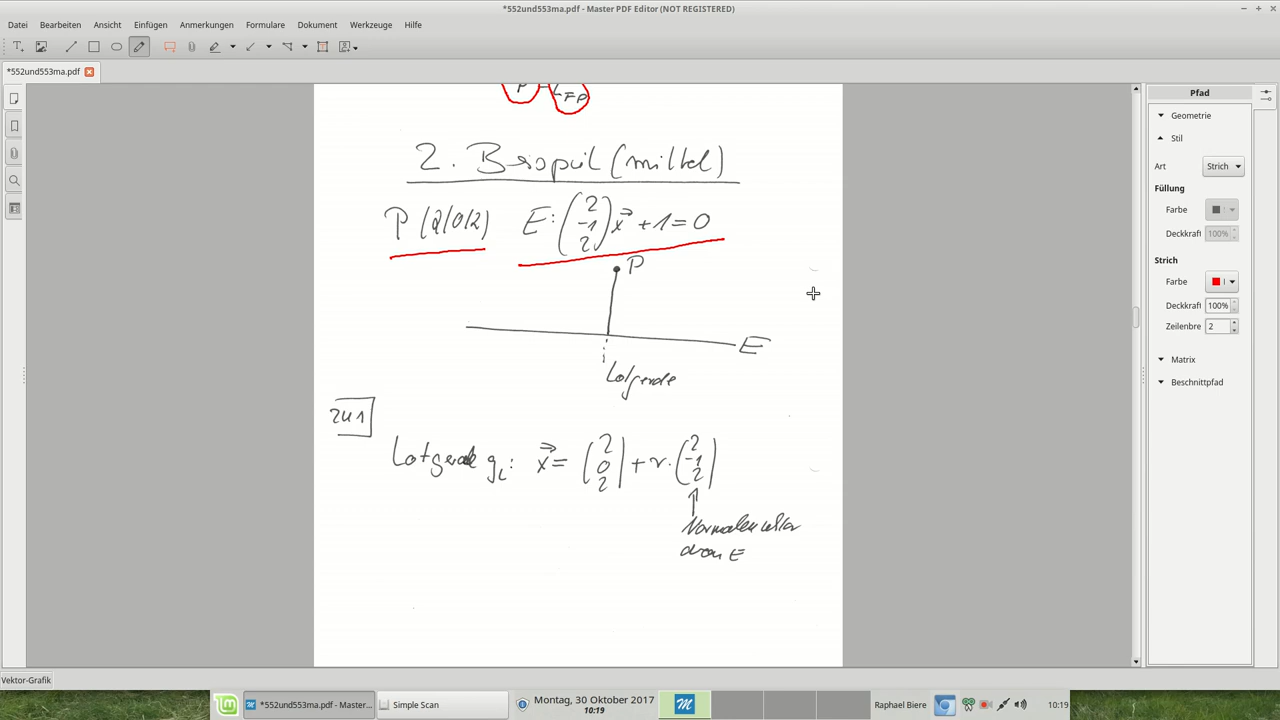 *552und553ma.pdf - Master PDF Editor (NOT REGISTERED)
Datei Bearbeiten Ansicht Einfügen Anmerkungen Formulare Dokument Werkzeuge Hilfe
*552und553ma.pdf
P LFP
2. Beispiel (mittel)
P(2|0|2) E: (2 -1 2) x⃗ + 1 = 0
P
E
Lotgerade
zu 1
Lotgerade gL: x⃗ = (2 0 2) + r · (2 -1 2)
Normalenvektor
von E
Pfad
Geometrie
Stil
Art Strich
Füllung
Farbe
Deckkraft 100%
Strich
Farbe
Deckkraft 100%
Zeilenbre 2
Matrix
Beschnittpfad
Vektor-Grafik
*552und553ma.pdf - Master... Simple Scan Montag, 30 Oktober 2017 Raphael Biere 10:19
10:19